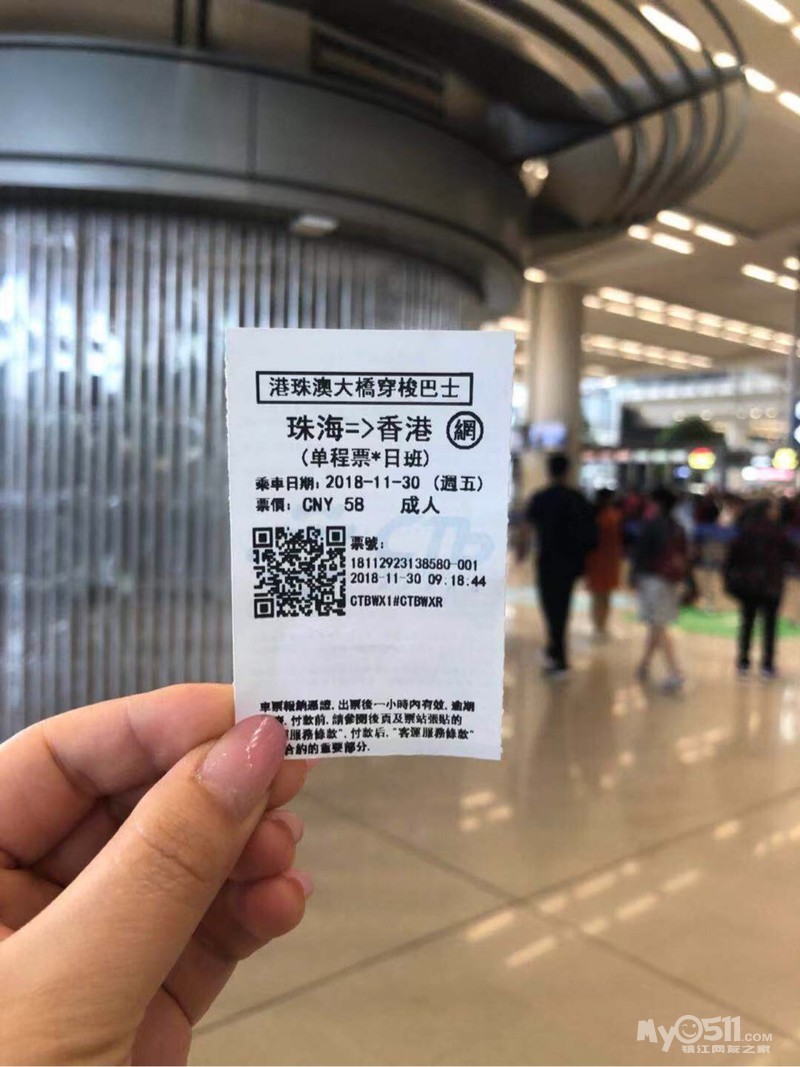 港珠澳大橋穿梭巴士
珠海=>香港 網
(单程票*日班)
乘車日期: 2018-11-30 (週五)
票價: CNY 58 成人
票號:
18112923138580-001
2018-11-30 09.18.44
CTBWX1#CTBWXR
車票報銷憑證, 出票後一小時內有效, 逾期
付款前, 請參閱後頁及票站張貼的
服務條款", 付款后, "客運服務條款"
合約的重要部分.
My0511.COM
镇江网友之家